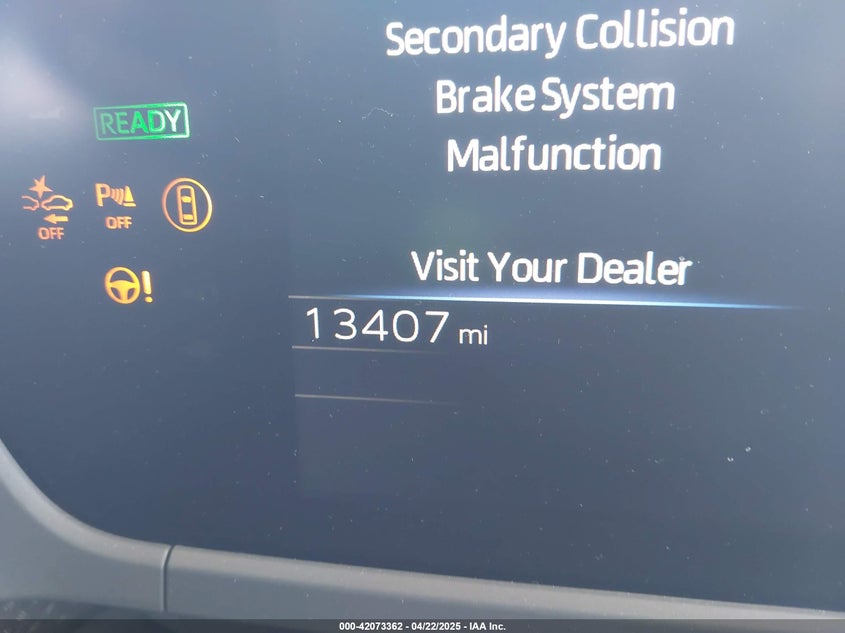 Secondary Collision
Brake System
Malfunction
READY
P
OFF
OFF
!
Visit Your Dealer
13407 mi
000-42073362 - 04/22/2025 - IAA Inc.